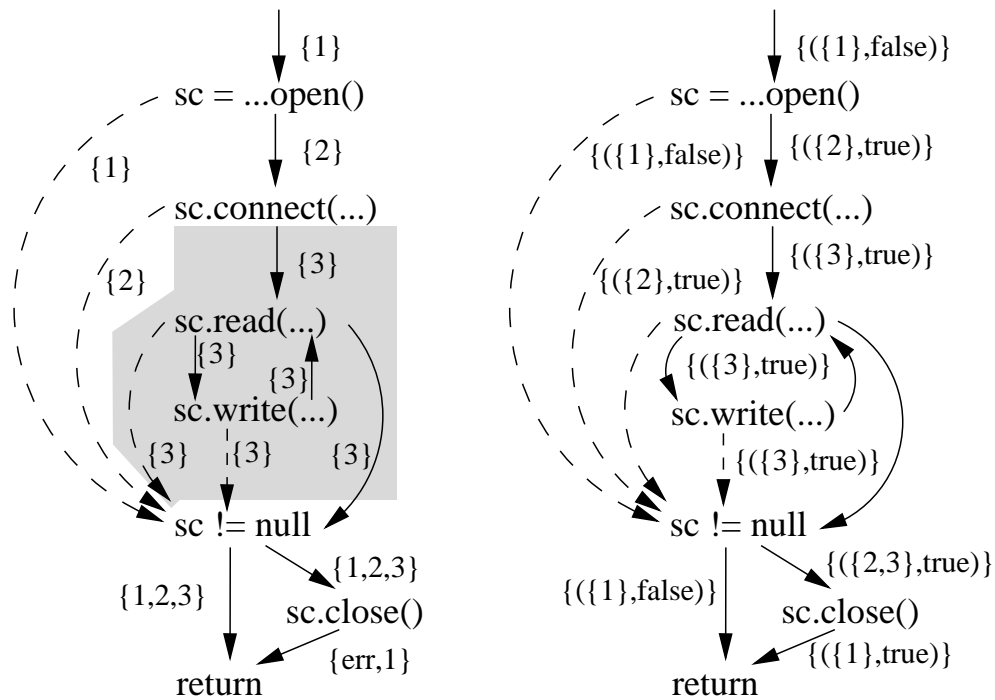 {1}
sc = ...open()
{1}
{2}
sc.connect(...)
{2}
{3}
sc.read(...)
{3}
{3}
sc.write(...)
{3}
{3}
{3}
sc != null
{1,2,3}
{1,2,3}
sc.close()
{err,1}
return
{({1},false)}
sc = ...open()
{({1},false)}
{({2},true)}
sc.connect(...)
{({2},true)}
{({3},true)}
sc.read(...)
{({3},true)}
sc.write(...)
{({3},true)}
sc != null
{({1},false)}
{({2,3},true)}
sc.close()
{({1},true)}
return